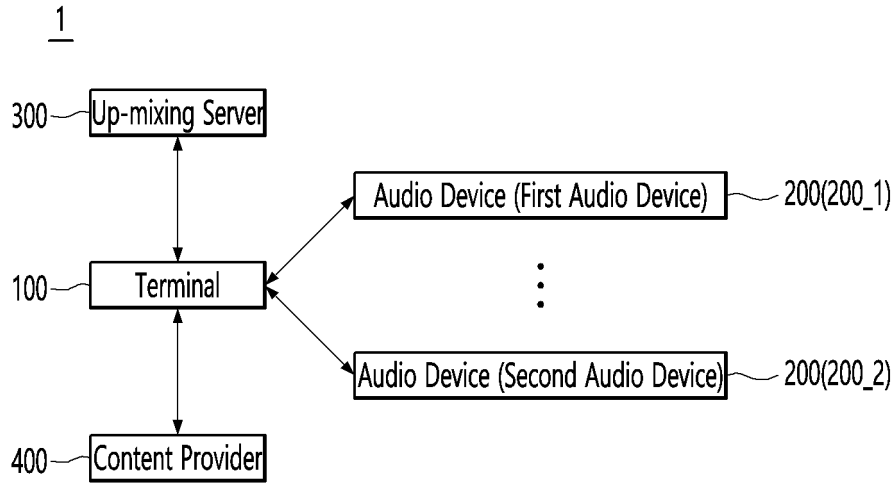 1
300 Up-mixing Server
Audio Device (First Audio Device) 200(200_1)
100 Terminal
Audio Device (Second Audio Device) 200(200_2)
400 Content Provider